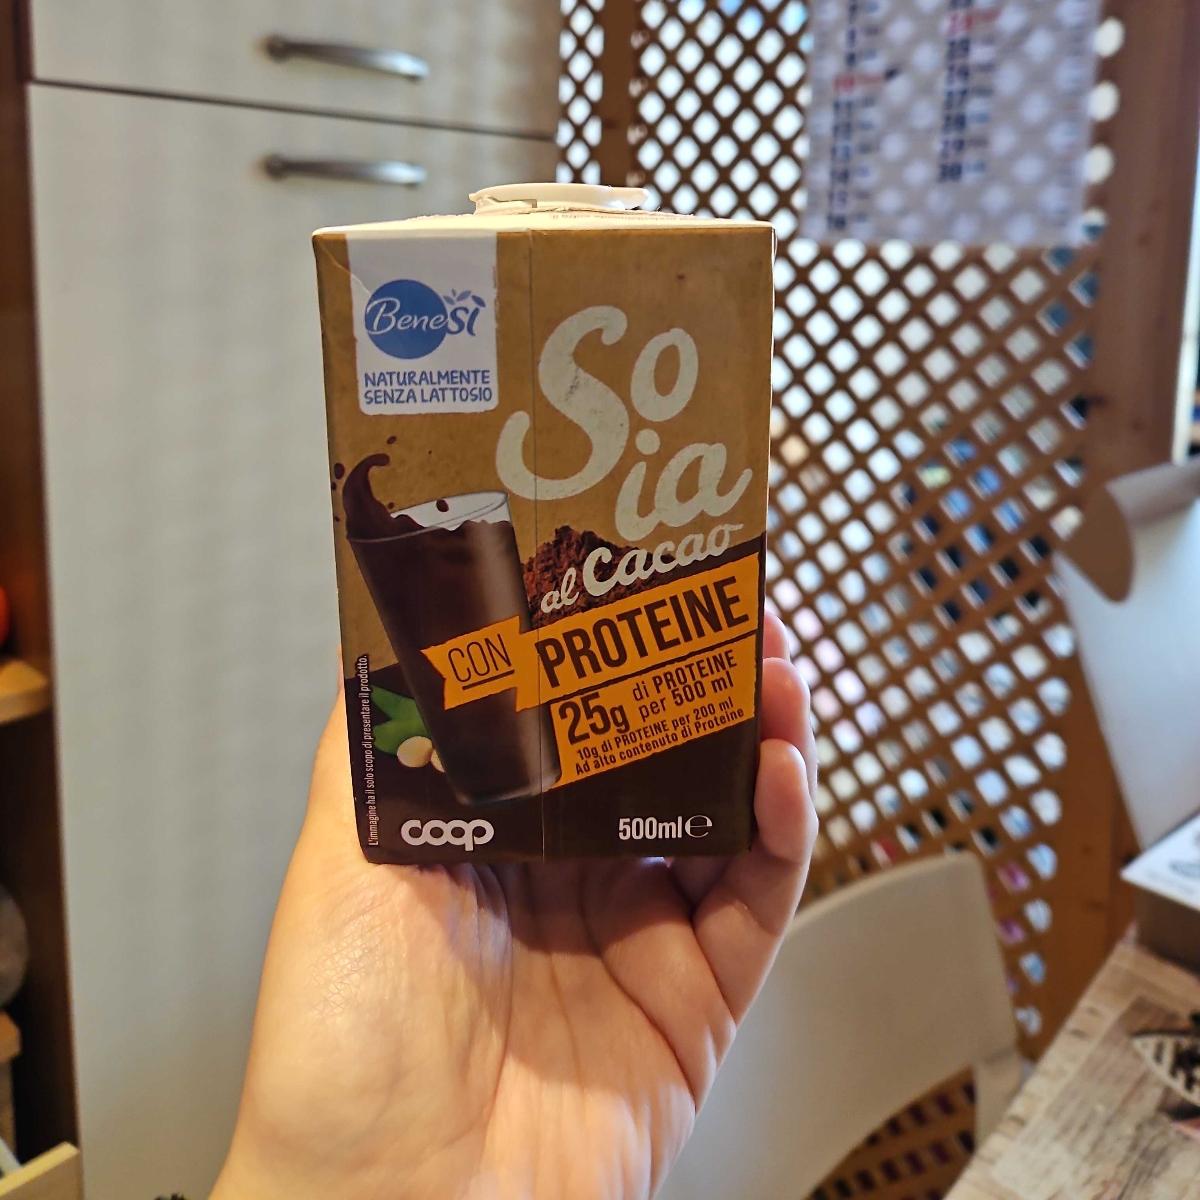 BeneSì
NATURALMENTE
SENZA LATTOSIO
So
ia
al cacao
CON PROTEINE
25g di PROTEINE
per 500 ml
10g di PROTEINE per 200 ml
Ad alto contenuto di Proteine
L'immagine ha il solo scopo di presentare il prodotto.
coop
500ml e